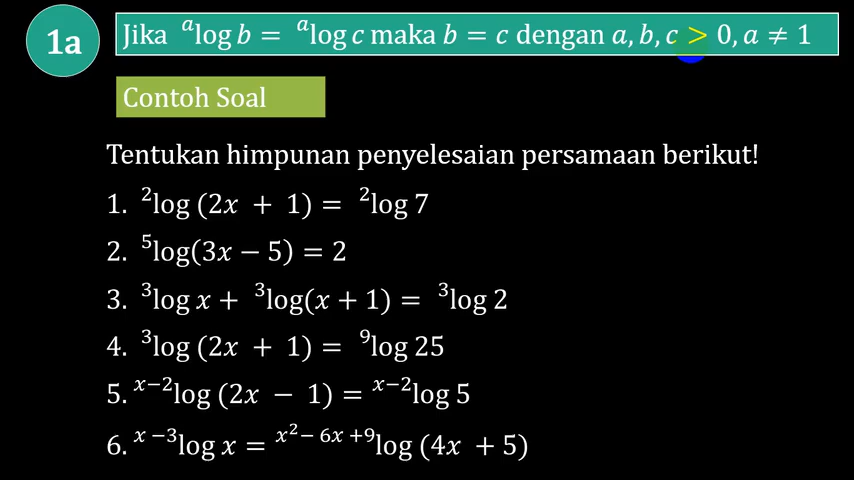 1a
Jika ᵃlog b = ᵃlog c maka b = c dengan a, b, c > 0, a ≠ 1
Contoh Soal
Tentukan himpunan penyelesaian persamaan berikut!
1. ²log (2x + 1) = ²log 7
2. ⁵log(3x − 5) = 2
3. ³log x + ³log(x + 1) = ³log 2
4. ³log (2x + 1) = ⁹log 25
5. ˣ⁻²log (2x − 1) = ˣ⁻²log 5
6. ˣ⁻³log x = ˣ²⁻⁶ˣ⁺⁹log (4x + 5)